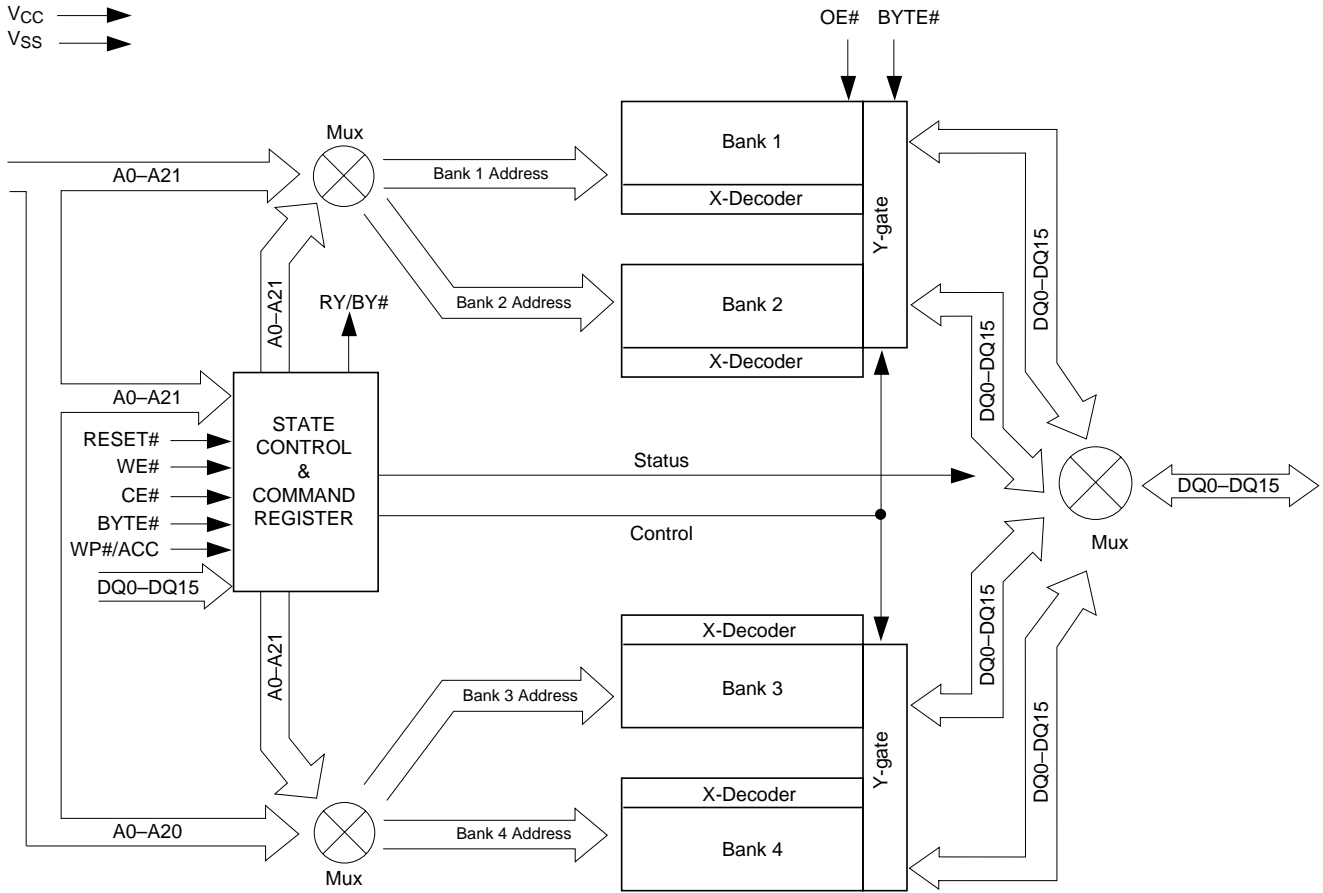 VCC
VSS
OE# BYTE#
Mux
A0–A21
Bank 1 Address
Bank 1
X-Decoder
Y-gate
DQ0–DQ15
A0–A21
RY/BY#
Bank 2 Address
Bank 2
X-Decoder
DQ0–DQ15
A0–A21
RESET#
WE#
CE#
BYTE#
WP#/ACC
DQ0–DQ15
STATE
CONTROL
&
COMMAND
REGISTER
Status
Control
DQ0–DQ15
Mux
A0–A21
X-Decoder
Bank 3
Bank 3 Address
Y-gate
DQ0–DQ15
DQ0–DQ15
A0–A20
Mux
Bank 4 Address
X-Decoder
Bank 4